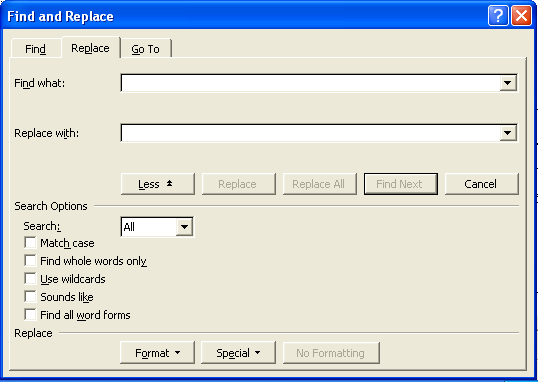 Find and Replace
Find Replace Go To
Find what:
Replace with:
Less Replace Replace All Find Next Cancel
Search Options
Search: All
Match case
Find whole words only
Use wildcards
Sounds like
Find all word forms
Replace
Format Special No Formatting